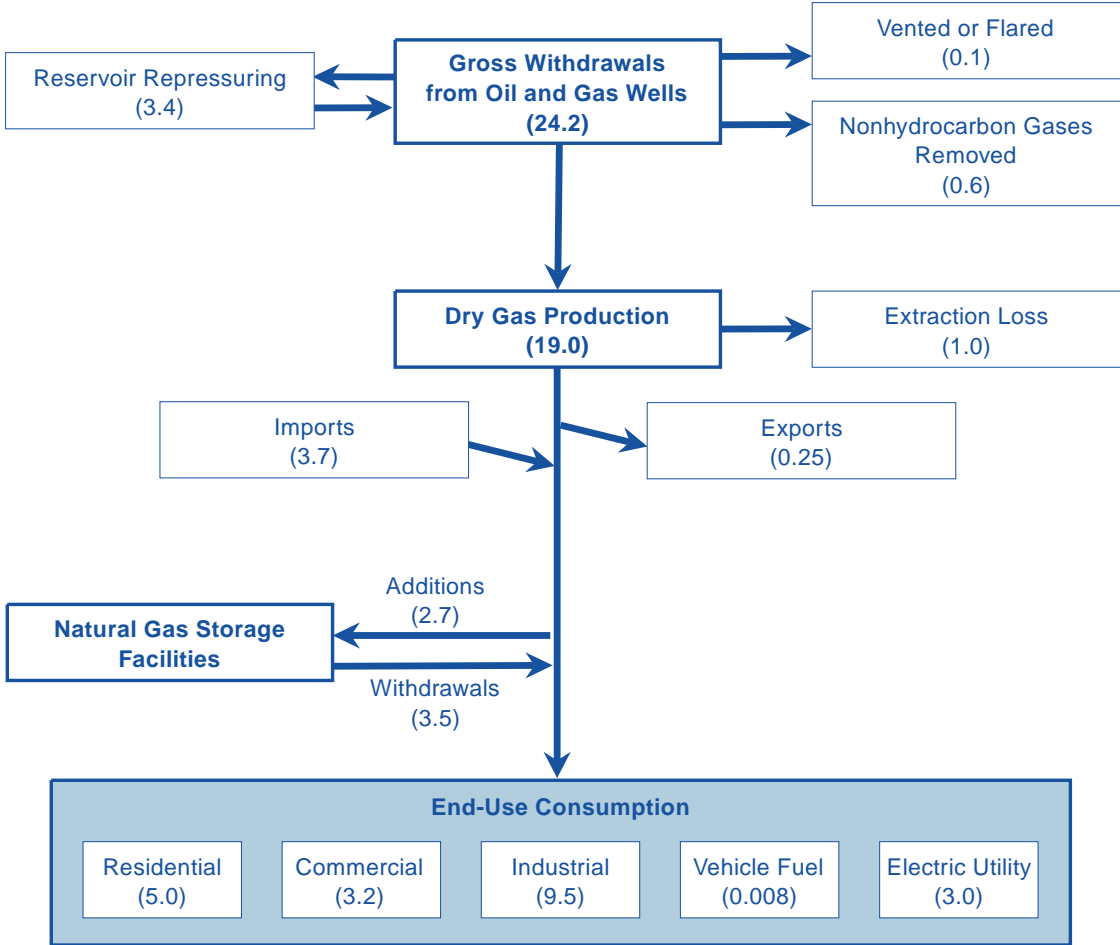 Vented or Flared
(0.1)
Gross Withdrawals
from Oil and Gas Wells
(24.2)
Reservoir Repressuring
(3.4)
Nonhydrocarbon Gases
Removed
(0.6)
Dry Gas Production
(19.0)
Extraction Loss
(1.0)
Imports
(3.7)
Exports
(0.25)
Additions
(2.7)
Natural Gas Storage
Facilities
Withdrawals
(3.5)
End-Use Consumption
Residential
(5.0)
Commercial
(3.2)
Industrial
(9.5)
Vehicle Fuel
(0.008)
Electric Utility
(3.0)